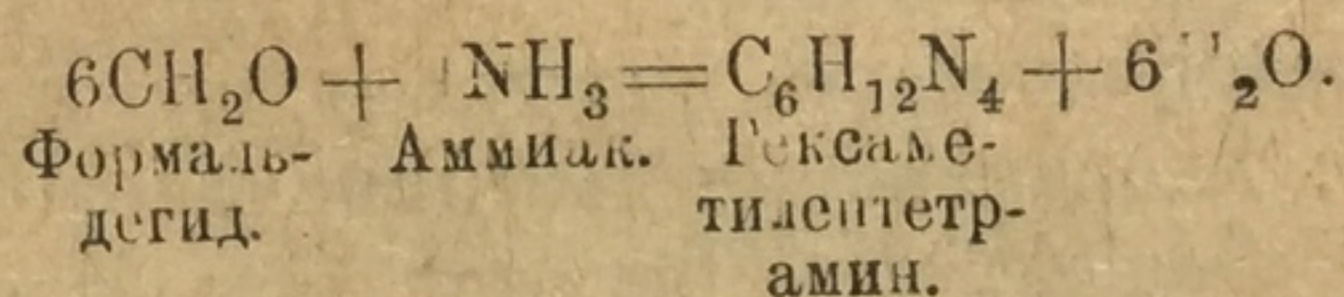 6CH₂O + NH₃ = C₆H₁₂N₄ + 6 ₂O.
Формаль- Аммиак. Гексаме-
дегид. тилентетр-
амин.